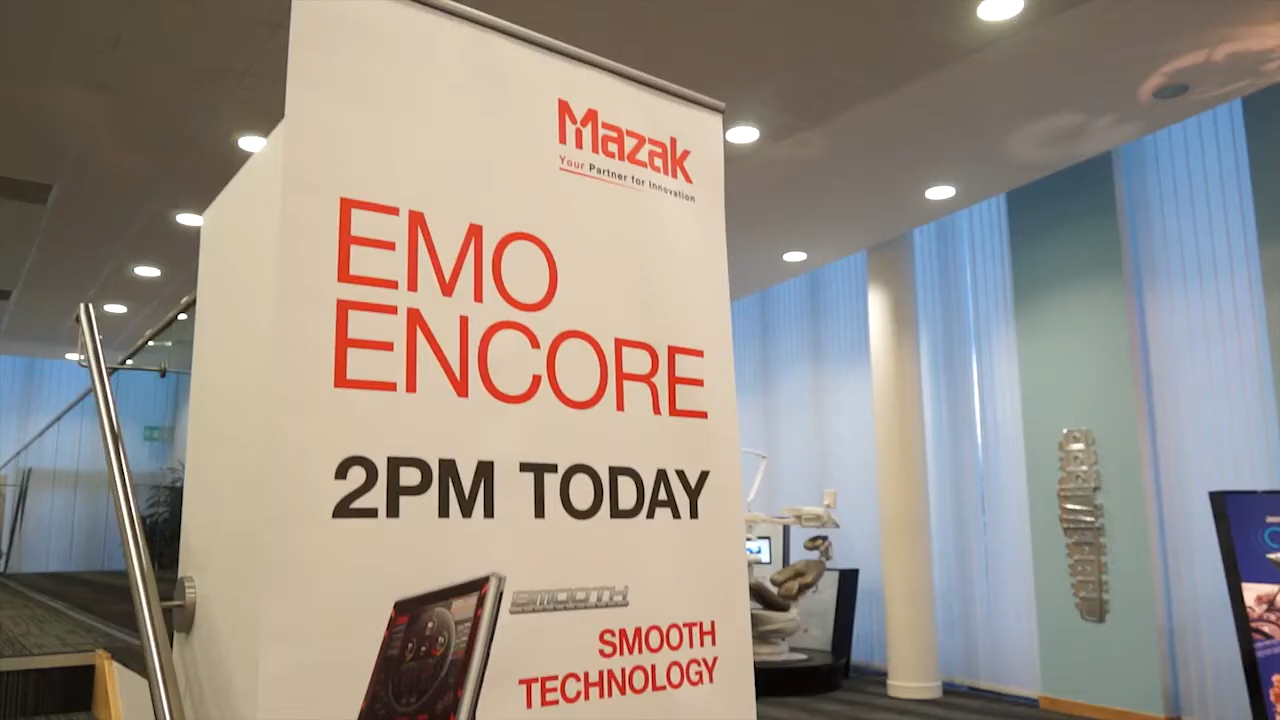 Mazak
Your Partner for Innovation
EMO
ENCORE
2PM TODAY
SMOOTH
SMOOTH
TECHNOLOGY